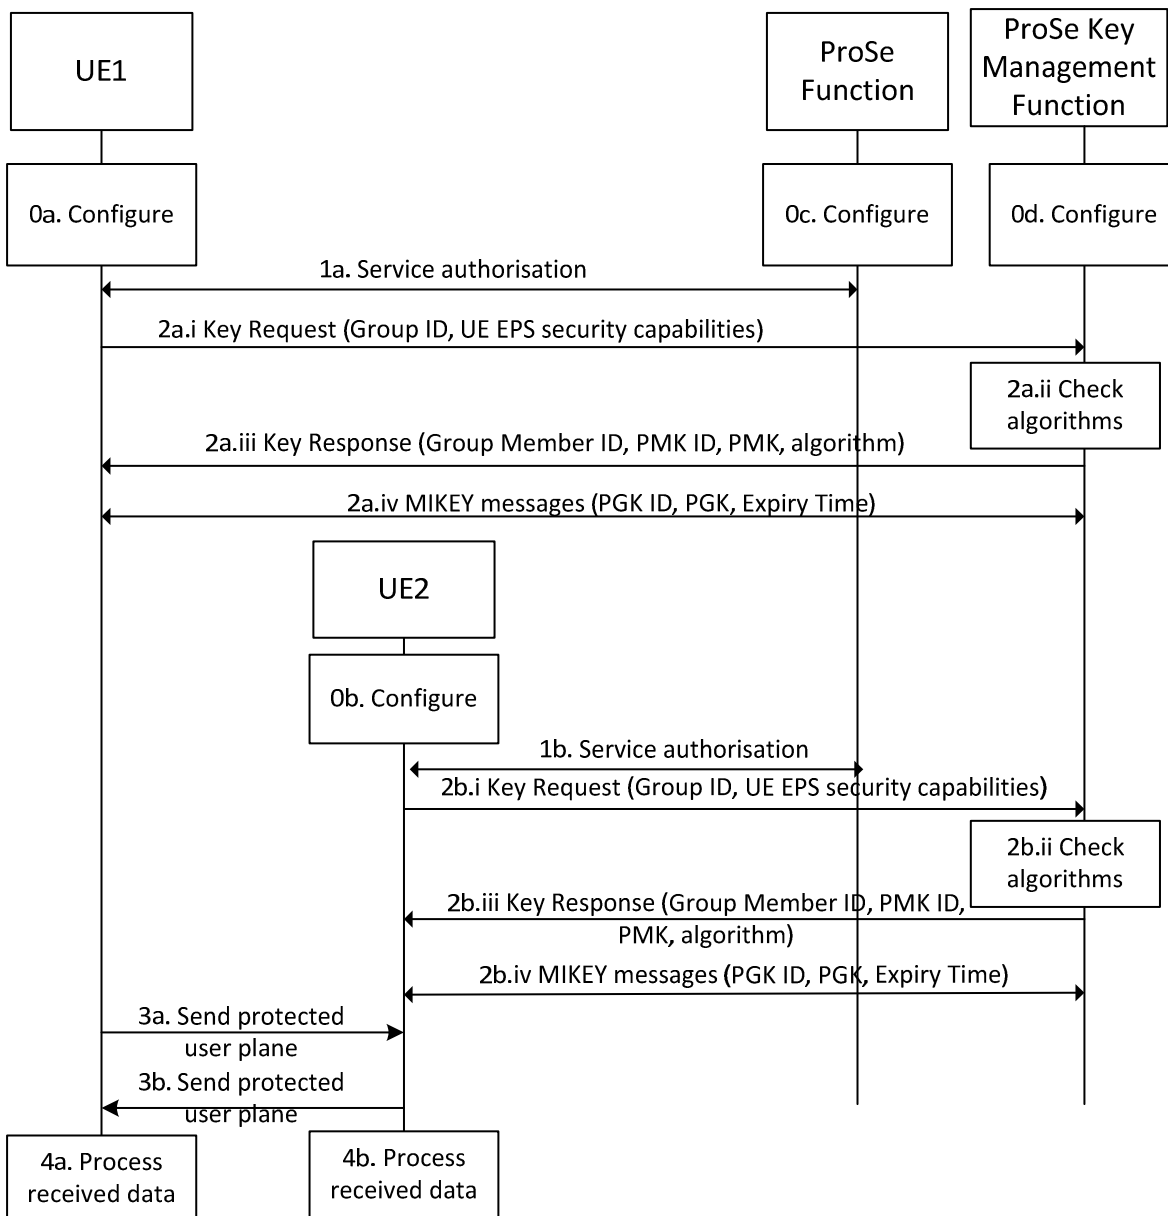 UE1
ProSe
Function
ProSe Key
Management
Function
0a. Configure
0c. Configure
0d. Configure
1a. Service authorisation
2a.i Key Request (Group ID, UE EPS security capabilities)
2a.ii Check
algorithms
2a.iii Key Response (Group Member ID, PMK ID, PMK, algorithm)
2a.iv MIKEY messages (PGK ID, PGK, Expiry Time)
UE2
0b. Configure
1b. Service authorisation
2b.i Key Request (Group ID, UE EPS security capabilities)
2b.ii Check
algorithms
2b.iii Key Response (Group Member ID, PMK ID,
PMK, algorithm)
2b.iv MIKEY messages (PGK ID, PGK, Expiry Time)
3a. Send protected
user plane
3b. Send protected
user plane
4a. Process
received data
4b. Process
received data